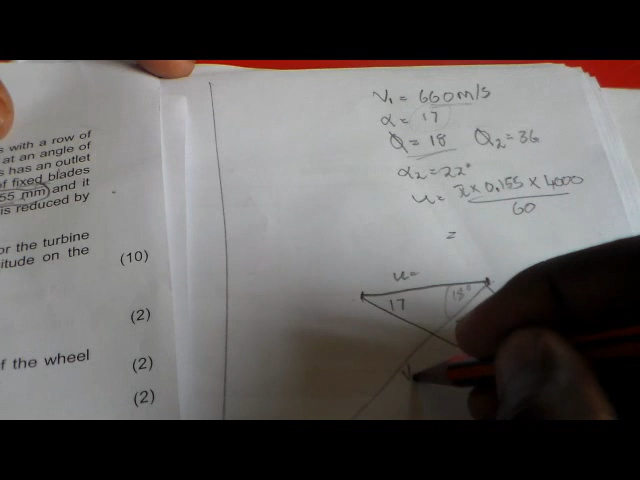 s with a row of
at an angle of
s has an outlet
of fixed blades
55 mm) and it
is reduced by
or the turbine
itude on the
(10)
(2)
f the wheel
(2)
(2)
V₁ = 660 m/s
α = 17
Q = 18 Q₂ = 36
α₂ = 22°
u = π × 0,155 × 4000
60
=
u=
17
18°
V